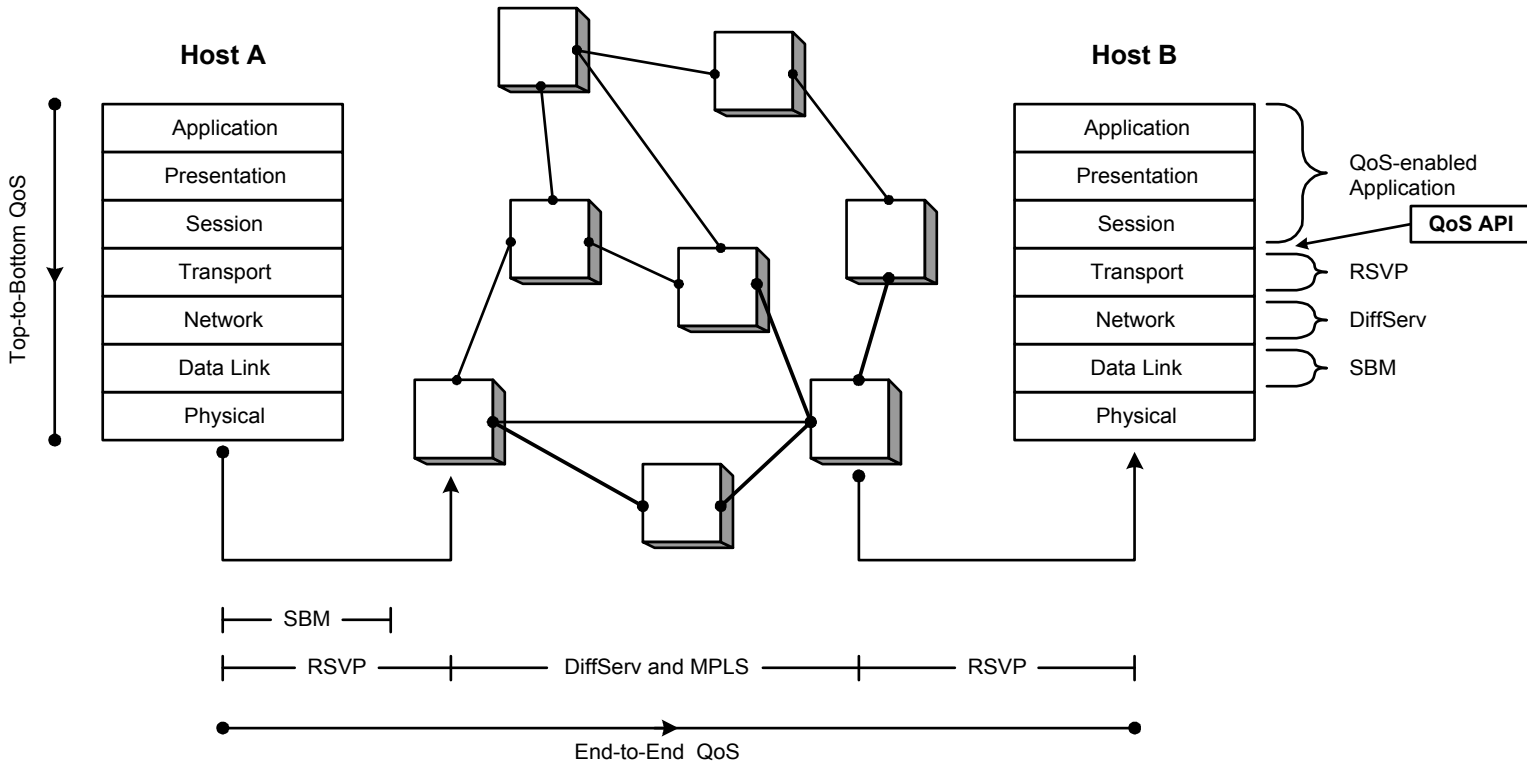 Host A
Host B
Top-to-Bottom QoS
Application
Presentation
Session
Transport
Network
Data Link
Physical
Application
Presentation
Session
Transport
Network
Data Link
Physical
QoS-enabled
Application
QoS API
RSVP
DiffServ
SBM
SBM
RSVP
DiffServ and MPLS
RSVP
End-to-End QoS